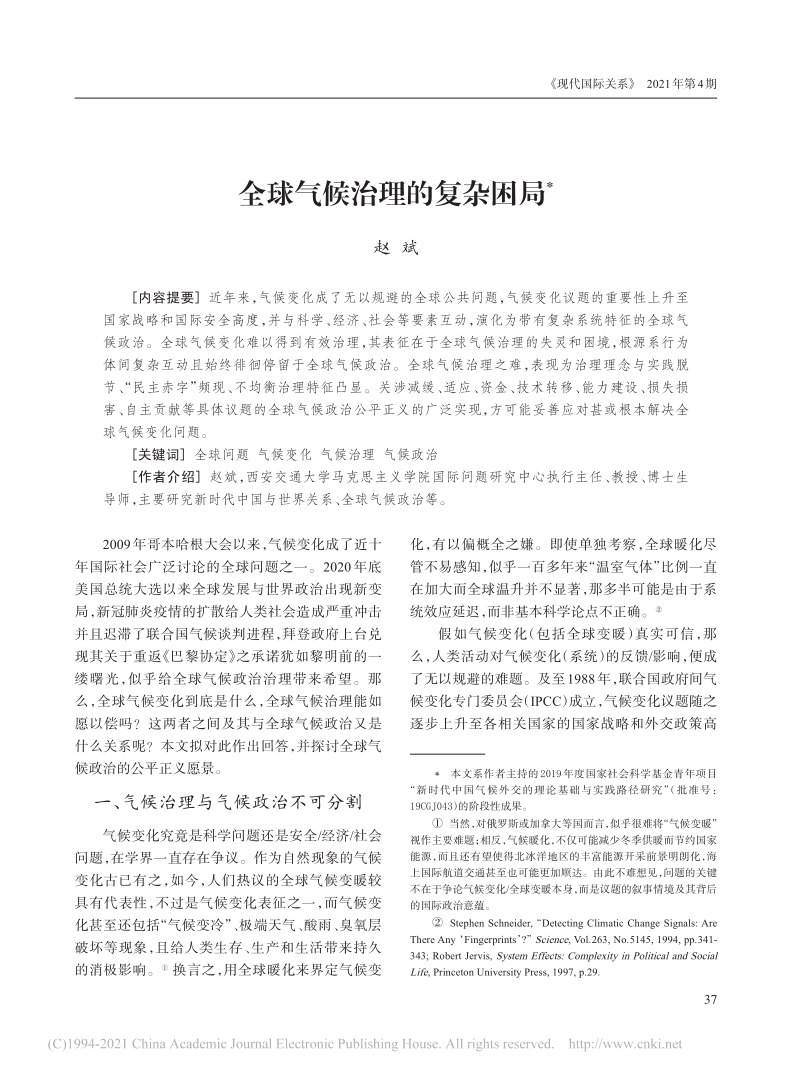 《现代国际关系》 2021年第4期
全球气候治理的复杂困局*
赵 斌
［内容提要］ 近年来,气候变化成了无以规避的全球公共问题,气候变化议题的重要性上升至
国家战略和国际安全高度,并与科学、经济、社会等要素互动,演化为带有复杂系统特征的全球气
候政治。全球气候变化难以得到有效治理,其表征在于全球气候治理的失灵和困境,根源系行为
体间复杂互动且始终徘徊停留于全球气候政治。全球气候治理之难,表现为治理理念与实践脱
节、“民主赤字”频现、不均衡治理特征凸显。关涉减缓、适应、资金、技术转移、能力建设、损失损
害、自主贡献等具体议题的全球气候政治公平正义的广泛实现,方可能妥善应对甚或根本解决全
球气候变化问题。
［关键词］ 全球问题 气候变化 气候治理 气候政治
［作者介绍］ 赵斌,西安交通大学马克思主义学院国际问题研究中心执行主任、教授、博士生
导师,主要研究新时代中国与世界关系、全球气候政治等。
2009年哥本哈根大会以来,气候变化成了近十
年国际社会广泛讨论的全球问题之一。2020年底
美国总统大选以来全球发展与世界政治出现新变
局,新冠肺炎疫情的扩散给人类社会造成严重冲击
并且迟滞了联合国气候谈判进程,拜登政府上台兑
现其关于重返《巴黎协定》之承诺犹如黎明前的一
缕曙光,似乎给全球气候政治治理带来希望。那
么,全球气候变化到底是什么,全球气候治理能如
愿以偿吗？这两者之间及其与全球气候政治又是
什么关系呢？本文拟对此作出回答,并探讨全球气
候政治的公平正义愿景。
一、气候治理与气候政治不可分割
气候变化究竟是科学问题还是安全/经济/社会
问题,在学界一直存在争议。作为自然现象的气候
变化古已有之,如今,人们热议的全球气候变暖较
具有代表性,不过是气候变化表征之一,而气候变
化甚至还包括“气候变冷”、极端天气、酸雨、臭氧层
破坏等现象,且给人类生存、生产和生活带来持久
的消极影响。① 换言之,用全球暖化来界定气候变
化,有以偏概全之嫌。即使单独考察,全球暖化尽
管不易感知,似乎一百多年来“温室气体”比例一直
在加大而全球温升并不显著,那多半可能是由于系
统效应延迟,而非基本科学论点不正确。②
假如气候变化(包括全球变暖)真实可信,那
么,人类活动对气候变化(系统)的反馈/影响,便成
了无以规避的难题。及至1988年,联合国政府间气
候变化专门委员会(IPCC)成立,气候变化议题随之
逐步上升至各相关国家的国家战略和外交政策高
* 本文系作者主持的2019年度国家社会科学基金青年项目
“新时代中国气候外交的理论基础与实践路径研究”(批准号：
19CGJ043)的阶段性成果。
① 当然,对俄罗斯或加拿大等国而言,似乎很难将“气候变暖”
视作主要难题;相反,气候暖化,不仅可能减少冬季供暖而节约国家
能源,而且还有望使得北冰洋地区的丰富能源开采前景明朗化,海
上国际航道交通甚至也可能更加顺达。由此不难想见,问题的关键
不在于争论气候变化/全球变暖本身,而是议题的叙事情境及其背后
的国际政治意蕴。
② Stephen Schneider, “Detecting Climatic Change Signals: Are
There Any ‘Fingerprints’?” Science, Vol.263, No.5145, 1994, pp.341-
343; Robert Jervis, System Effects: Complexity in Political and Social
Life, Princeton University Press, 1997, p.29.
37
(C)1994-2021 China Academic Journal Electronic Publishing House. All rights reserved. http://www.cnki.net